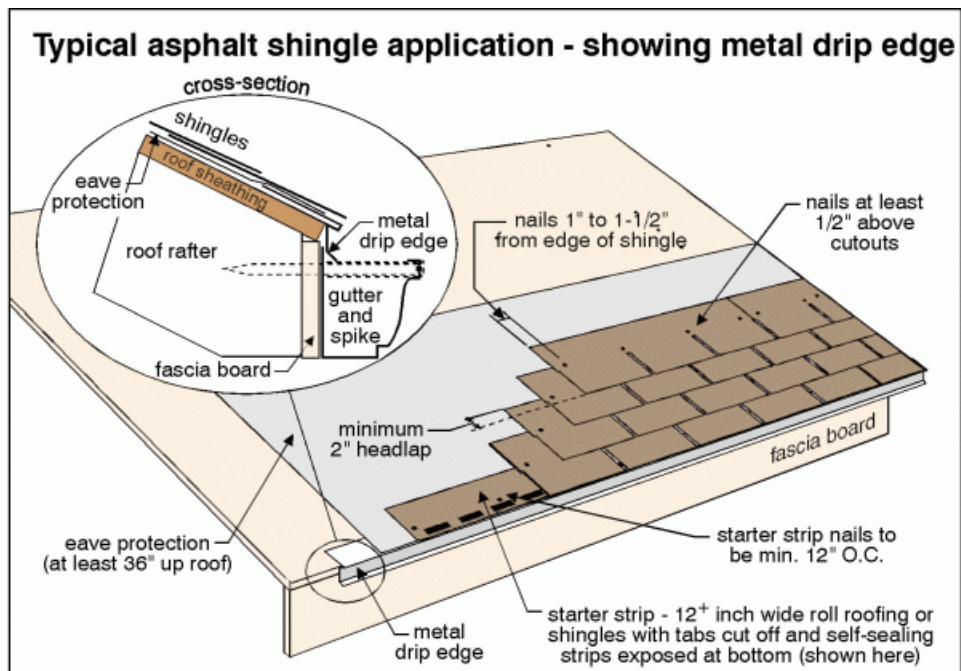 Typical asphalt shingle application - showing metal drip edge
cross-section
shingles
roof sheathing
eave
protection
metal
drip edge
roof rafter
gutter
and
spike
fascia board
nails 1" to 1-1/2"
from edge of shingle
nails at least
1/2" above
cutouts
minimum
2" headlap
fascia board
eave protection
(at least 36" up roof)
starter strip nails to
be min. 12" O.C.
metal
drip edge
starter strip - 12+ inch wide roll roofing or
shingles with tabs cut off and self-sealing
strips exposed at bottom (shown here)